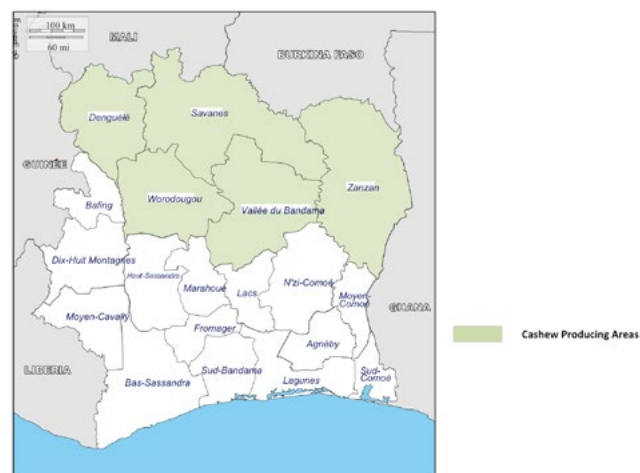 100 km
60 mi
MALI
BURKINA FASO
Denguélé
Savanes
GUINÉE
Zanzan
Worodougou
Bafing
Vallée du Bandama
Dix-Huit Montagnes
Haut-Sassandra
Marahoué
Lacs
N'zi-Comoé
Moyen-
Comoé
GHANA
Moyen-Cavally
Fromager
Agnéby
Cashew Producing Areas
LIBERIA
Bas-Sassandra
Sud-Bandama
Lagunes
Sud-
Comoé